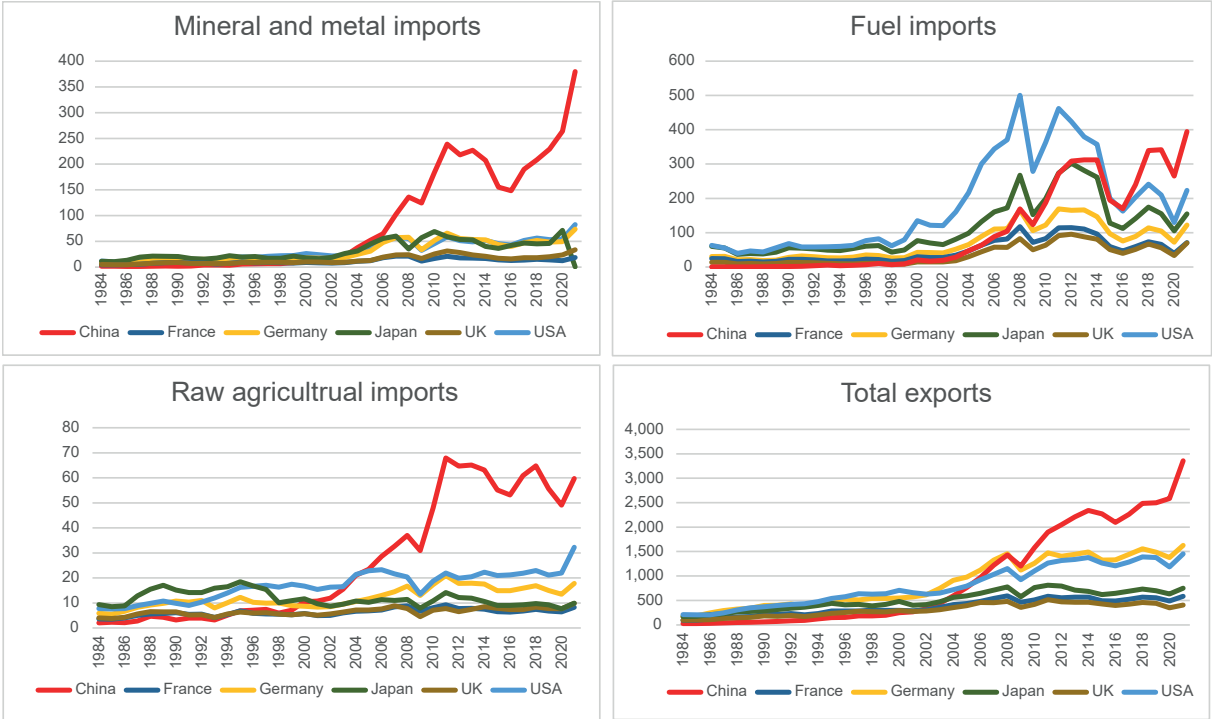 Mineral and metal imports
400
350
300
250
200
150
100
50
0
1984 1986 1988 1990 1992 1994 1996 1998 2000 2002 2004 2006 2008 2010 2012 2014 2016 2018 2020
China France Germany Japan UK USA
Fuel imports
600
500
400
300
200
100
0
1984 1986 1988 1990 1992 1994 1996 1998 2000 2002 2004 2006 2008 2010 2012 2014 2016 2018 2020
China France Germany Japan UK USA
Raw agricultrual imports
80
70
60
50
40
30
20
10
0
1984 1986 1988 1990 1992 1994 1996 1998 2000 2002 2004 2006 2008 2010 2012 2014 2016 2018 2020
China France Germany Japan UK USA
Total exports
4,000
3,500
3,000
2,500
2,000
1,500
1,000
500
0
1984 1986 1988 1990 1992 1994 1996 1998 2000 2002 2004 2006 2008 2010 2012 2014 2016 2018 2020
China France Germany Japan UK USA